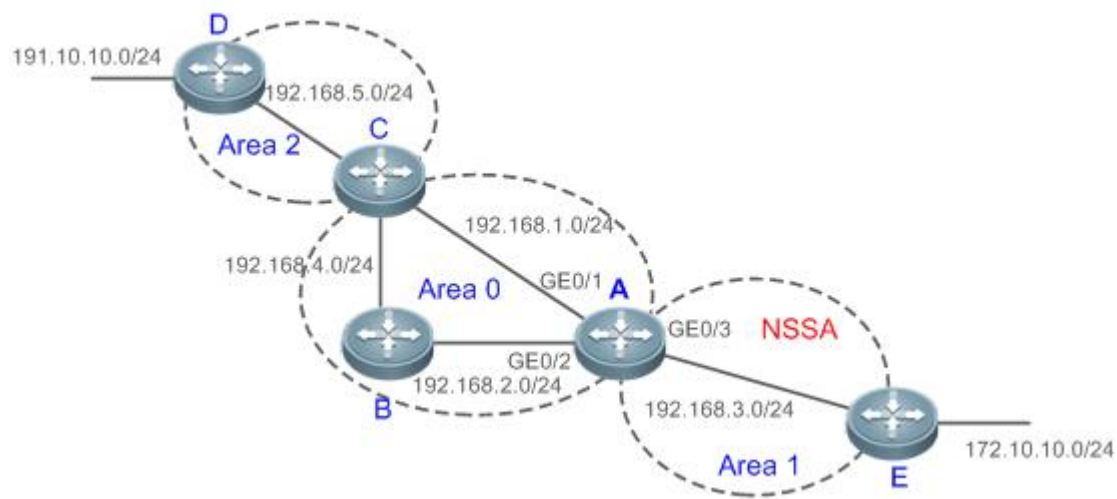 D
191.10.10.0/24
192.168.5.0/24
C
Area 2
192.168.1.0/24
192.168.4.0/24
GE0/1
Area 0
A
GE0/3
NSSA
GE0/2
192.168.2.0/24
B
192.168.3.0/24
172.10.10.0/24
Area 1
E